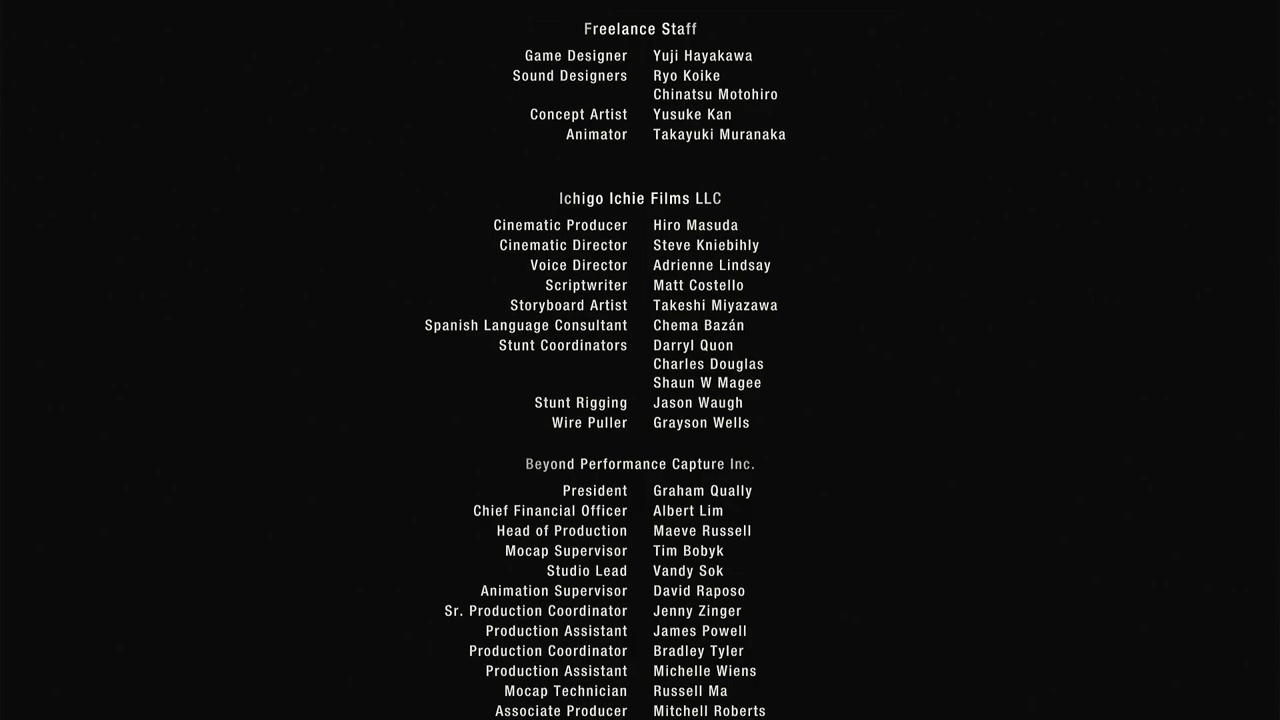 Freelance Staff
Game Designer Yuji Hayakawa
Sound Designers Ryo Koike
Chinatsu Motohiro
Concept Artist Yusuke Kan
Animator Takayuki Muranaka
Ichigo Ichie Films LLC
Cinematic Producer Hiro Masuda
Cinematic Director Steve Kniebihly
Voice Director Adrienne Lindsay
Scriptwriter Matt Costello
Storyboard Artist Takeshi Miyazawa
Spanish Language Consultant Chema Bazán
Stunt Coordinators Darryl Quon
Charles Douglas
Shaun W Magee
Stunt Rigging Jason Waugh
Wire Puller Grayson Wells
Beyond Performance Capture Inc.
President Graham Qually
Chief Financial Officer Albert Lim
Head of Production Maeve Russell
Mocap Supervisor Tim Bobyk
Studio Lead Vandy Sok
Animation Supervisor David Raposo
Sr. Production Coordinator Jenny Zinger
Production Assistant James Powell
Production Coordinator Bradley Tyler
Production Assistant Michelle Wiens
Mocap Technician Russell Ma
Associate Producer Mitchell Roberts